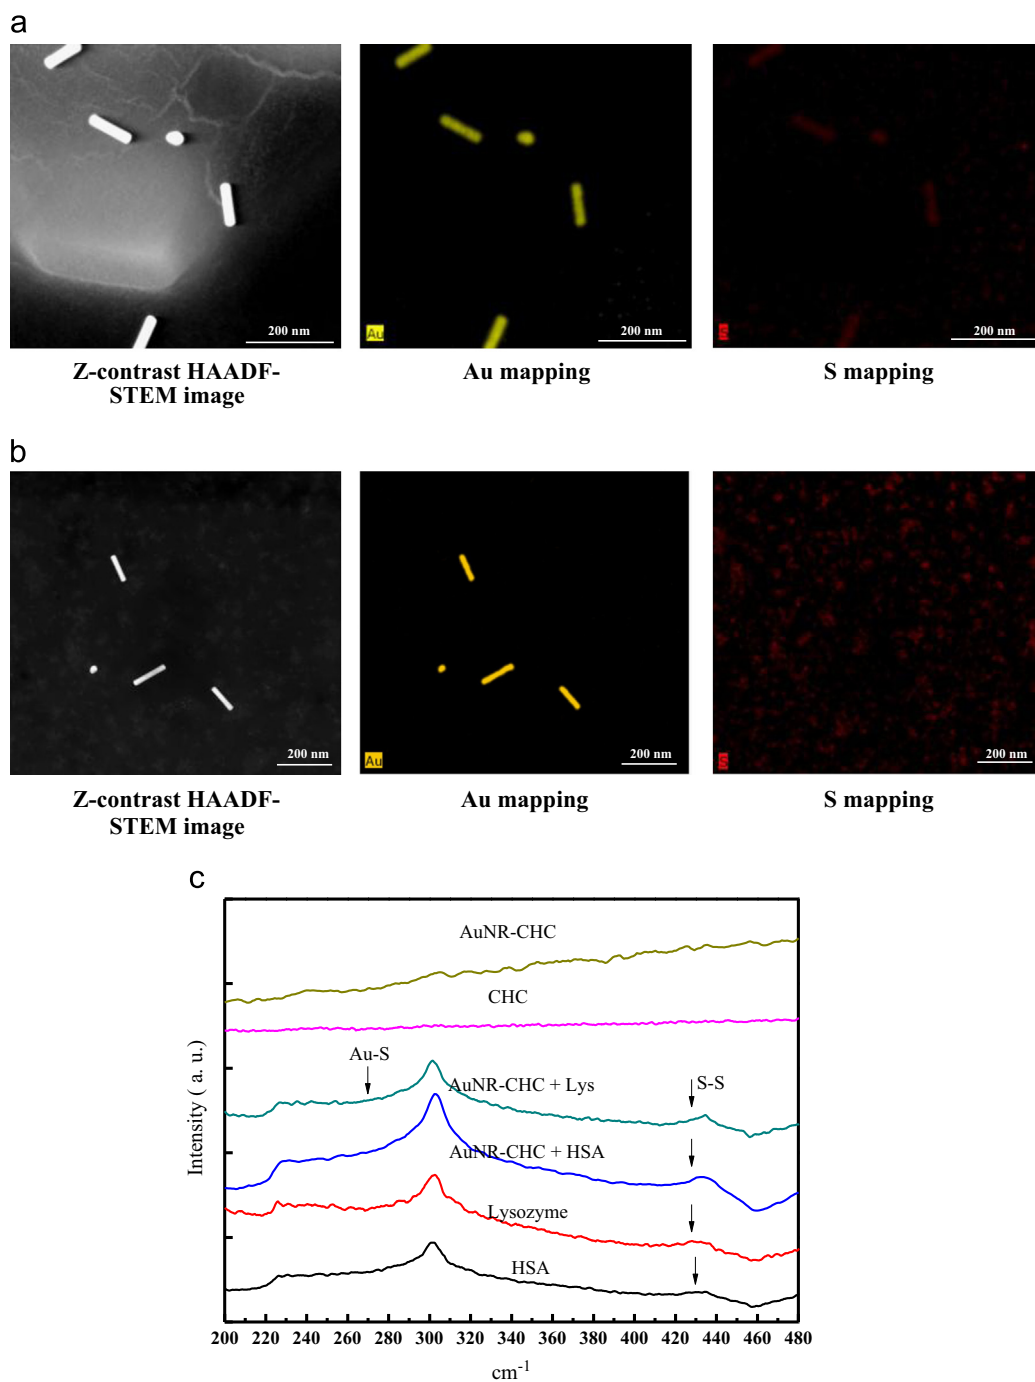 a
200 nm
Au
200 nm
S
200 nm
Z-contrast HAADF-
STEM image
Au mapping
S mapping
b
200 nm
Au
200 nm
S
200 nm
Z-contrast HAADF-
STEM image
Au mapping
S mapping
c
AuNR-CHC
CHC
Au-S
AuNR-CHC + Lys
S-S
AuNR-CHC + HSA
Lysozyme
HSA
Intensity ( a. u.)
200 220 240 260 280 300 320 340 360 380 400 420 440 460 480
cm-1